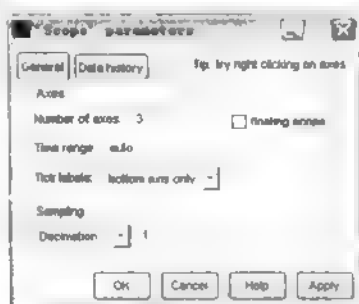 'Scope' parameters
General Data history Tip: try right clicking on axes
Axes
Number of axes: 3 floating scope
Time range: auto
Tick labels: bottom axis only
Sampling
Decimation 1
OK Cancel Help Apply